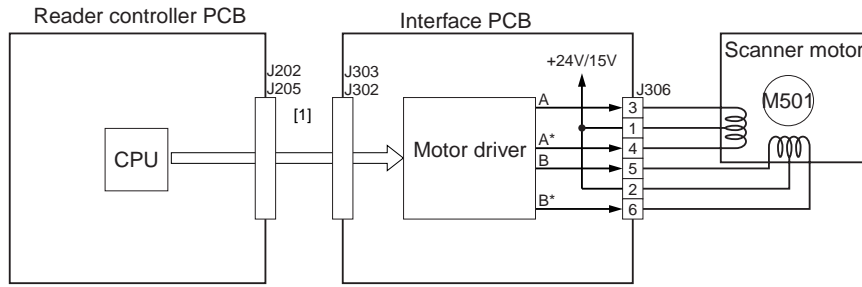 Reader controller PCB
Interface PCB
Scanner motor
+24V/15V
J202
J205
[1]
J303
J302
J306
M501
CPU
Motor driver
A
A*
B
B*
3
1
4
5
2
6